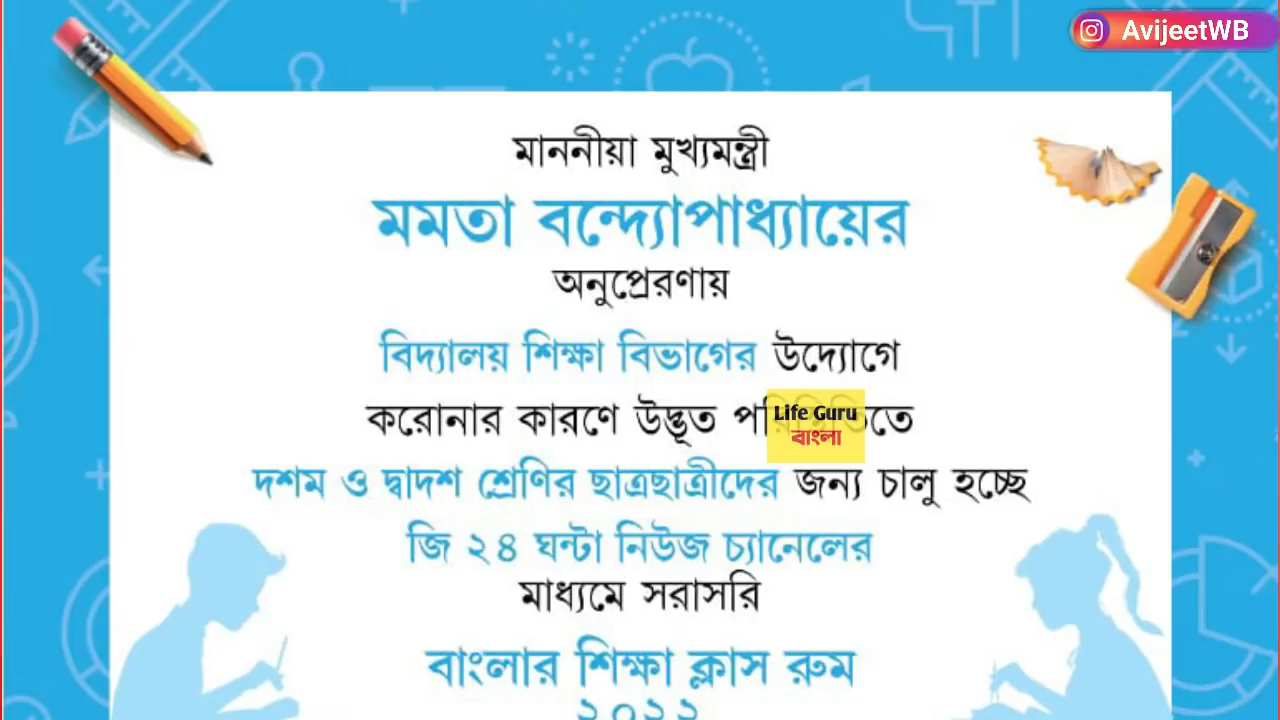 AvijeetWB
মাননীয়া মুখ্যমন্ত্রী
মমতা বন্দ্যোপাধ্যায়ের
অনুপ্রেরণায়
বিদ্যালয় শিক্ষা বিভাগের উদ্যোগে
করোনার কারণে উদ্ভূত
Life Guru
বাংলা
দশম ও দ্বাদশ শ্রেণির ছাত্রছাত্রীদের জন্য চালু হচ্ছে
জি ২৪ ঘন্টা নিউজ চ্যানেলের
মাধ্যমে সরাসরি
বাংলার শিক্ষা ক্লাস রুম
২০২২